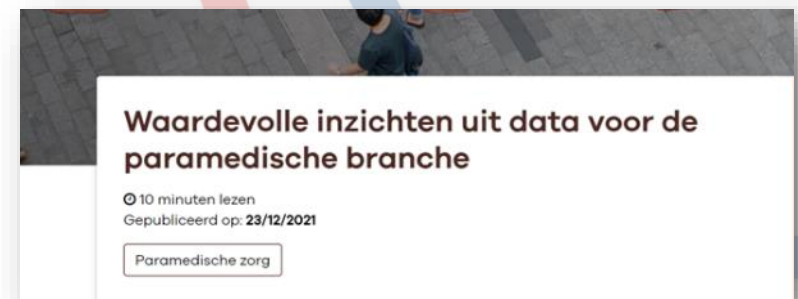 Waardevolle inzichten uit data voor de
paramedische branche
10 minuten lezen
Gepubliceerd op: 23/12/2021
Paramedische zorg